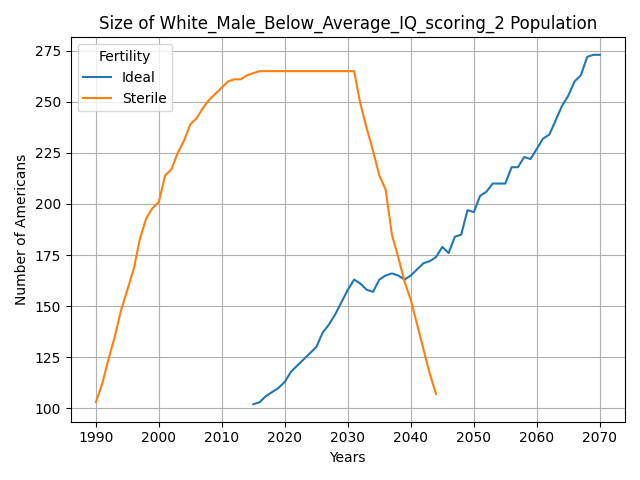 Size of White_Male_Below_Average_IQ_scoring_2 Population
Fertility
Ideal
Sterile
Number of Americans
275
250
225
200
175
150
125
100
1990 2000 2010 2020 2030 2040 2050 2060 2070
Years